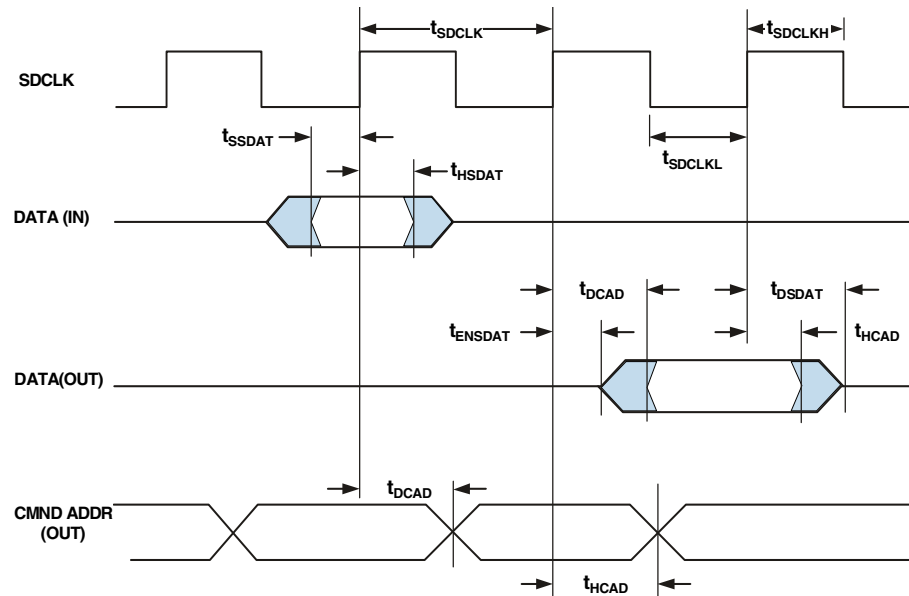 tSDCLK
tSDCLKH
SDCLK
tSSDAT
tHSDAT
tSDCLKL
DATA (IN)
tDCAD
tDSDAT
tENSDAT
tHCAD
DATA(OUT)
tDCAD
CMND ADDR
(OUT)
tHCAD